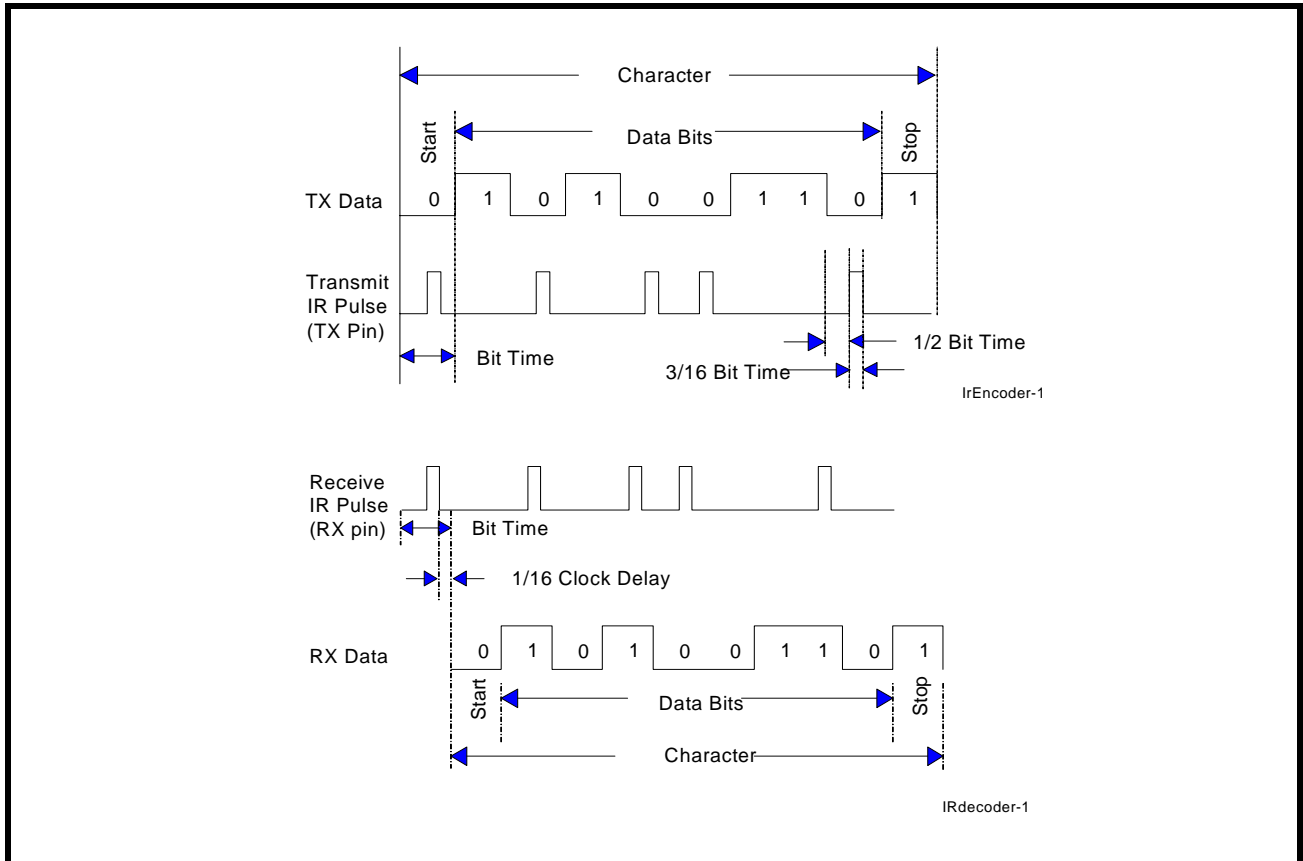 Character
Start
Data Bits
Stop
TX Data
0 1 0 1 0 0 1 1 0 1
Transmit
IR Pulse
(TX Pin)
Bit Time
1/2 Bit Time
3/16 Bit Time
IrEncoder-1
Receive
IR Pulse
(RX pin)
Bit Time
1/16 Clock Delay
RX Data
0 1 0 1 0 0 1 1 0 1
Start
Data Bits
Stop
Character
IRdecoder-1